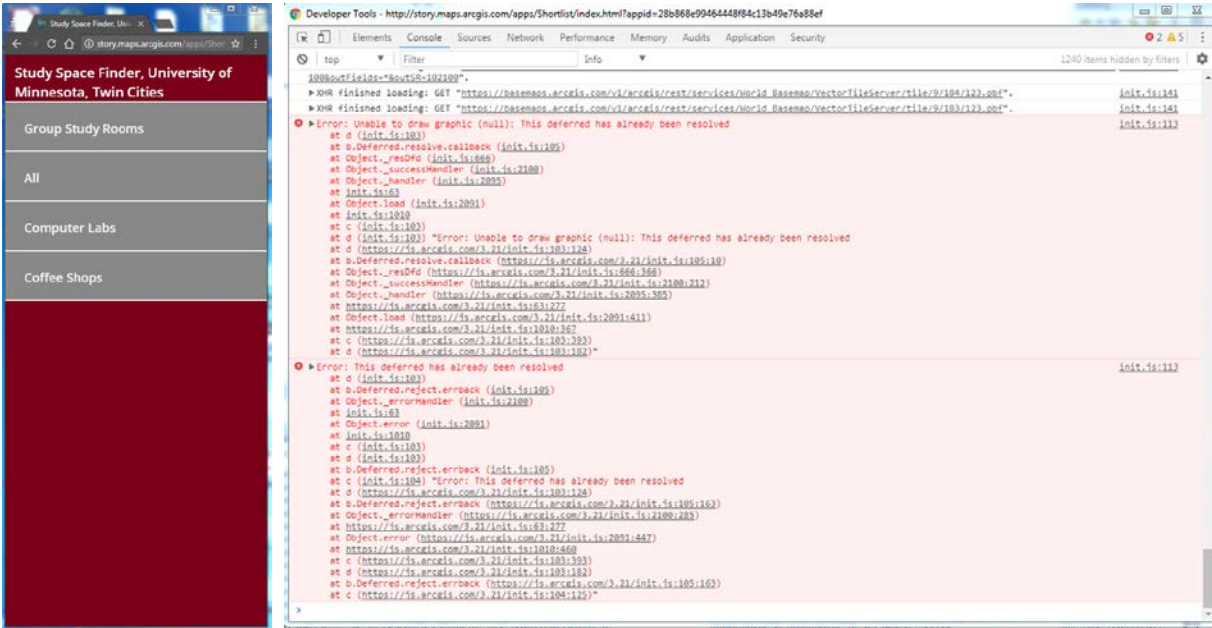 Study Space Finder, Uni
story.maps.arcgis.com/apps/Shor
Study Space Finder, University of
Minnesota, Twin Cities
Group Study Rooms
All
Computer Labs
Coffee Shops
Developer Tools - http://story.maps.arcgis.com/apps/Shortlist/index.html?appid=28b868e99464448f84c13b49e76a88ef
Elements Console Sources Network Performance Memory Audits Application Security 2 5
top Filter Info 1240 items hidden by filters
100&outfields=*&outSR=102100".
XHR finished loading: GET "https://basemaps.arcgis.com/v1/arcgis/rest/services/World_Basemap/VectorTileServer/tile/9/184/123.pbf". init.js:141
XHR finished loading: GET "https://basemaps.arcgis.com/v1/arcgis/rest/services/World_Basemap/VectorTileServer/tile/9/183/123.pbf". init.js:141
Error: Unable to draw graphic (null): This deferred has already been resolved init.js:113
at d (init.js:103)
at b.Deferred.resolve.callback (init.js:105)
at Object._resDfd (init.js:666)
at Object._successHandler (init.js:2100)
at Object._handler (init.js:2095)
at init.js:63
at Object.load (init.js:2091)
at init.js:1010
at c (init.js:103)
at d (init.js:103) "Error: Unable to draw graphic (null): This deferred has already been resolved
at d (https://js.arcgis.com/3.21/init.js:103:124)
at b.Deferred.resolve.callback (https://js.arcgis.com/3.21/init.js:105:10)
at Object._resDfd (https://js.arcgis.com/3.21/init.js:666:366)
at Object._successHandler (https://js.arcgis.com/3.21/init.js:2100:212)
at Object._handler (https://js.arcgis.com/3.21/init.js:2095:385)
at https://js.arcgis.com/3.21/init.js:63:277
at Object.load (https://js.arcgis.com/3.21/init.js:2091:411)
at https://js.arcgis.com/3.21/init.js:1010:367
at c (https://js.arcgis.com/3.21/init.js:103:393)
at d (https://js.arcgis.com/3.21/init.js:103:182)"
Error: This deferred has already been resolved init.js:113
at d (init.js:103)
at b.Deferred.reject.errback (init.js:105)
at Object._errorHandler (init.js:2100)
at init.js:63
at Object.error (init.js:2091)
at init.js:1010
at c (init.js:103)
at d (init.js:103)
at b.Deferred.reject.errback (init.js:105)
at c (init.js:104) "Error: This deferred has already been resolved
at d (https://js.arcgis.com/3.21/init.js:103:124)
at b.Deferred.reject.errback (https://js.arcgis.com/3.21/init.js:105:163)
at Object._errorHandler (https://js.arcgis.com/3.21/init.js:2100:285)
at https://js.arcgis.com/3.21/init.js:63:277
at Object.error (https://js.arcgis.com/3.21/init.js:2091:447)
at https://js.arcgis.com/3.21/init.js:1010:460
at c (https://js.arcgis.com/3.21/init.js:103:393)
at d (https://js.arcgis.com/3.21/init.js:103:182)
at b.Deferred.reject.errback (https://js.arcgis.com/3.21/init.js:105:163)
at c (https://js.arcgis.com/3.21/init.js:104:125)"